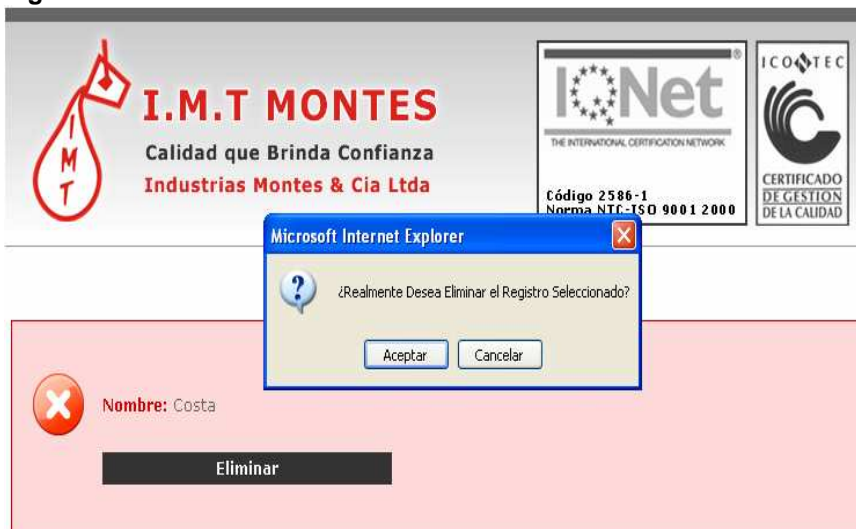 I.M.T MONTES
Calidad que Brinda Confianza
Industrias Montes & Cia Ltda
IMT
IQNet
®
THE INTERNATIONAL CERTIFICATION NETWORK
Código 2586-1
Norma NTC-ISO 9001 2000
ICONTEC
CERTIFICADO
DE GESTIÓN
DE LA CALIDAD
Microsoft Internet Explorer
¿Realmente Desea Eliminar el Registro Seleccionado?
Aceptar Cancelar
Nombre: Costa
Eliminar